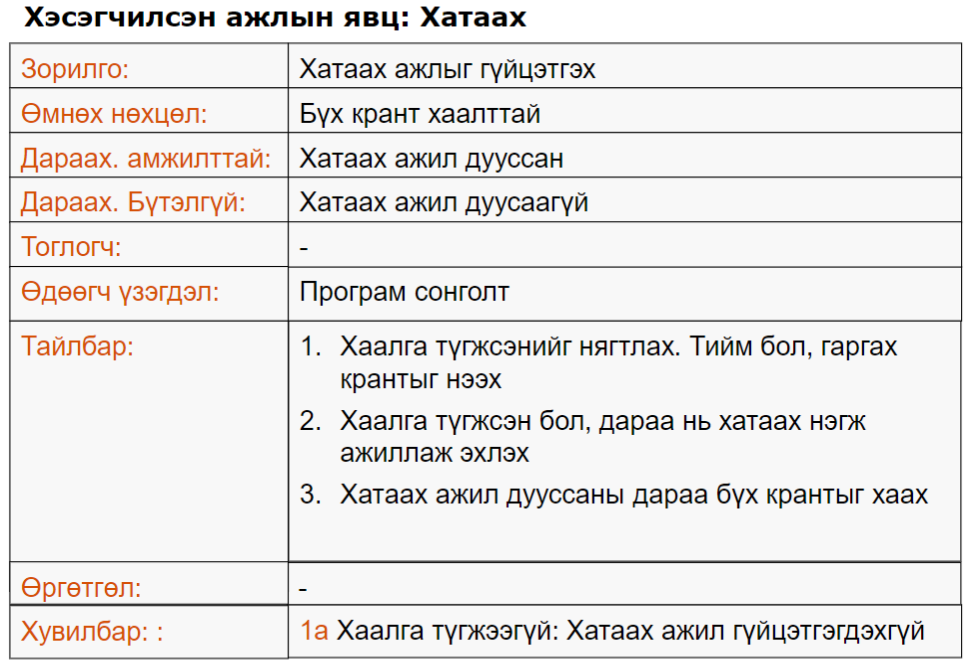 Хэсэгчилсэн ажлын явц: Хатаах
Зорилго: Хатаах ажлыг гүйцэтгэх
Өмнөх нөхцөл: Бүх крант хаалттай
Дараах. амжилттай: Хатаах ажил дууссан
Дараах. Бүтэлгүй: Хатаах ажил дуусаагүй
Тоглогч: -
Өдөөгч үзэгдэл: Програм сонголт
Тайлбар: 1. Хаалга түгжсэнийг нягтлах. Тийм бол, гаргах
крантыг нээх
2. Хаалга түгжсэн бол, дараа нь хатаах нэгж
ажиллаж эхлэх
3. Хатаах ажил дууссаны дараа бүх крантыг хаах
Өргөтгөл: -
Хувилбар: : 1а Хаалга түгжээгүй: Хатаах ажил гүйцэтгэгдэхгүй